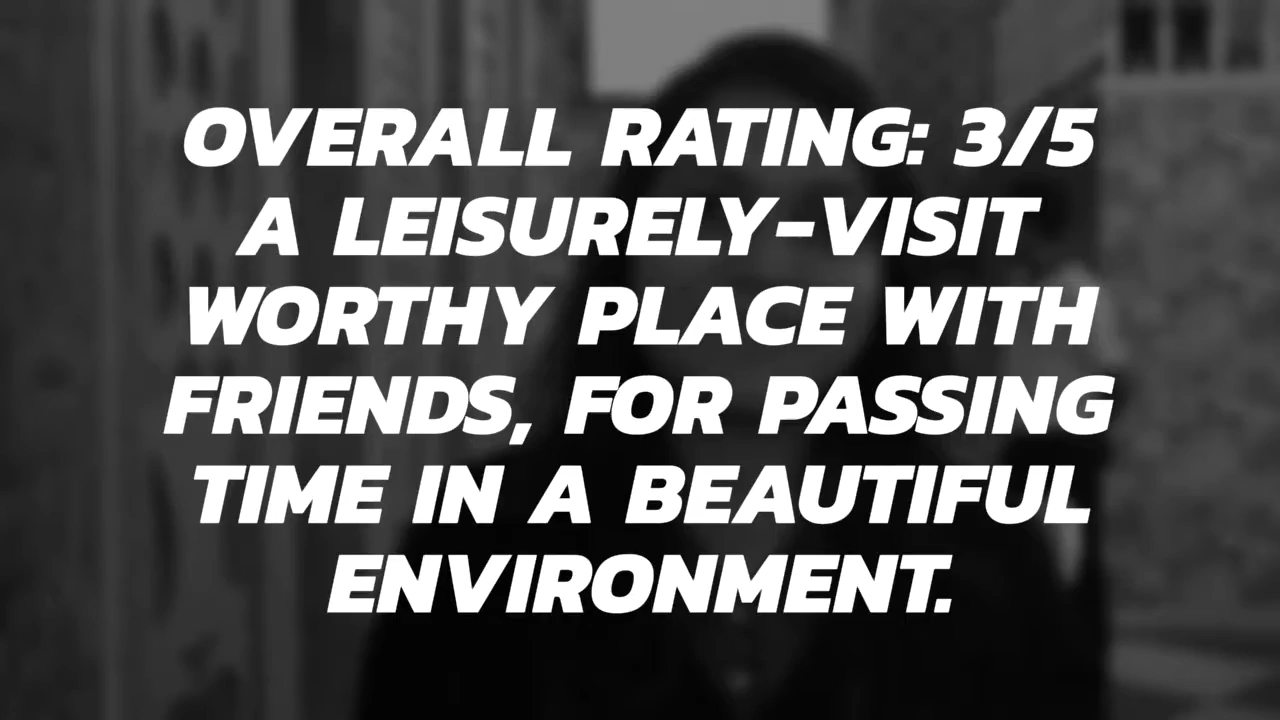 OVERALL RATING: 3/5
A LEISURELY-VISIT
WORTHY PLACE WITH
FRIENDS, FOR PASSING
TIME IN A BEAUTIFUL
ENVIRONMENT.